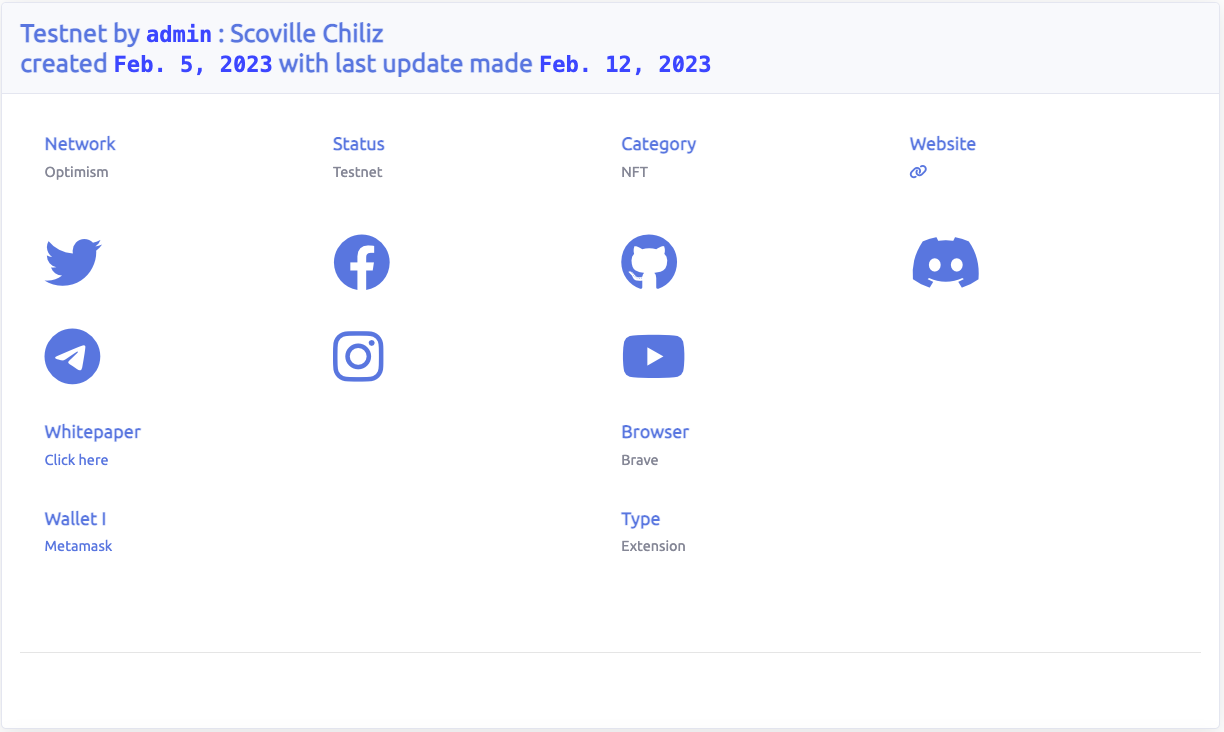 Testnet by admin : Scoville Chiliz
created Feb. 5, 2023 with last update made Feb. 12, 2023
Network
Status
Category
Website
Optimism
Testnet
NFT
Whitepaper
Browser
Click here
Brave
Wallet I
Type
Metamask
Extension